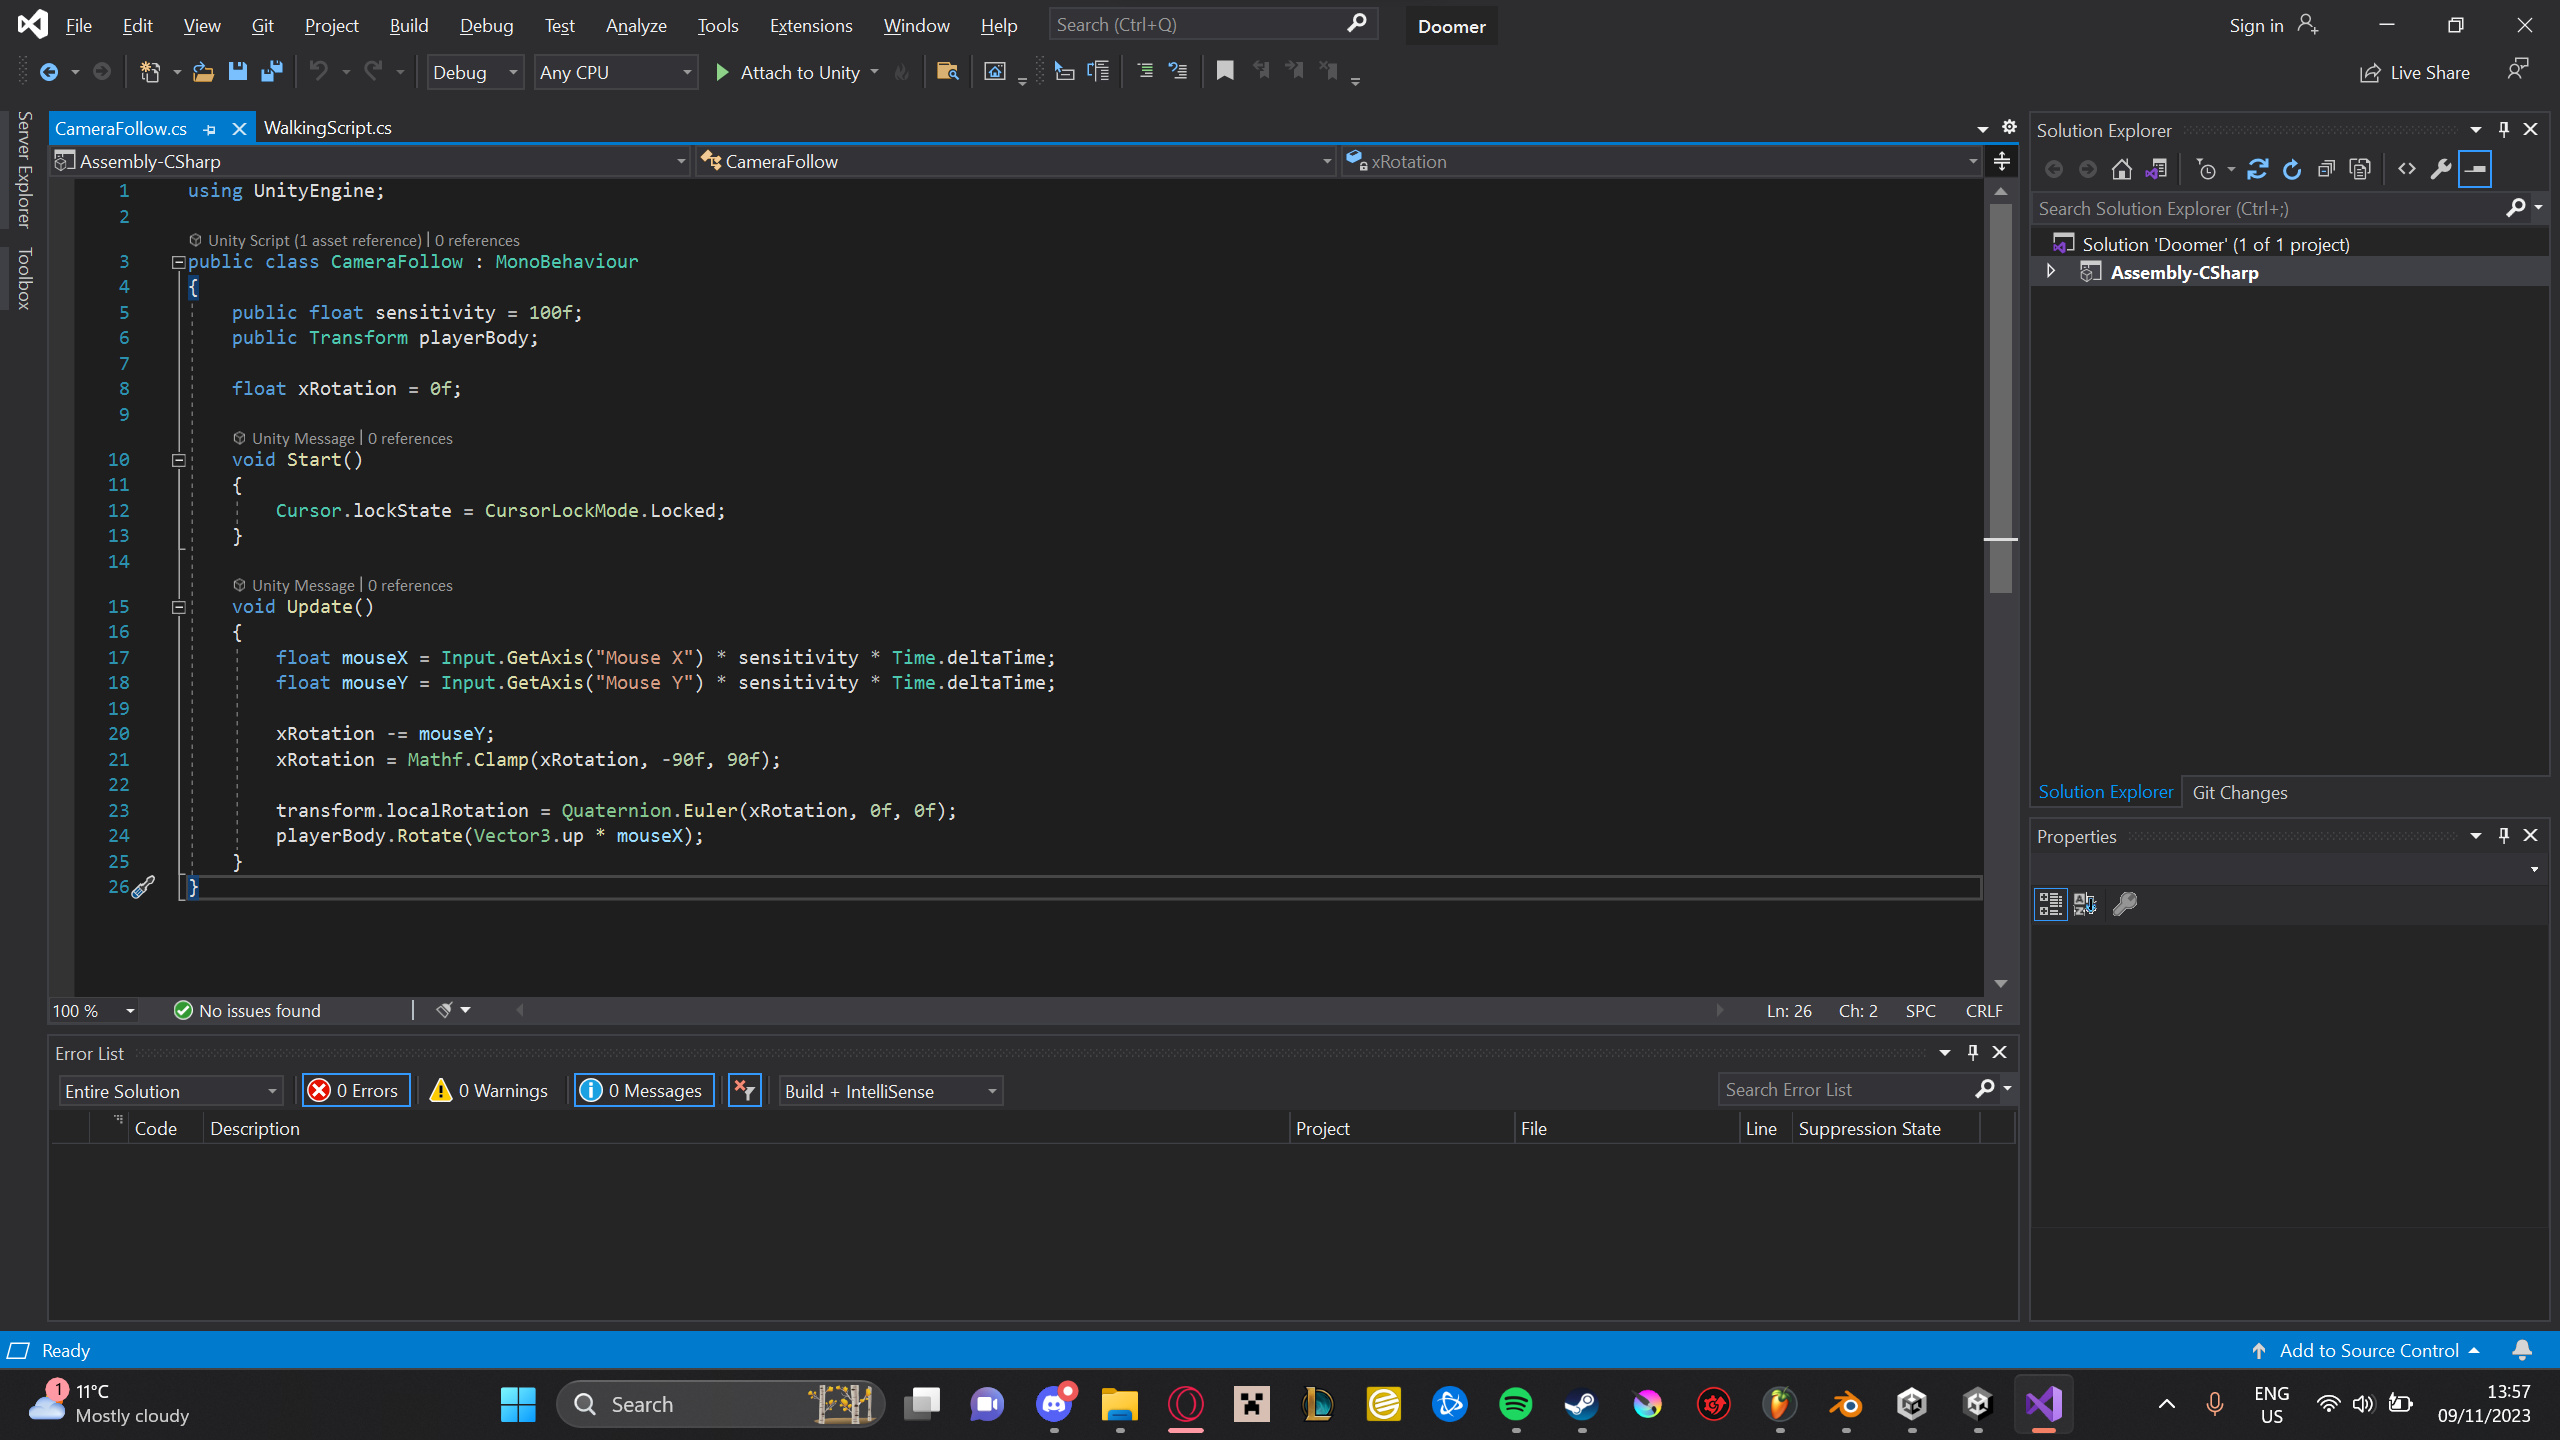 File Edit View Git Project Build Debug Test Analyze Tools Extensions Window Help Search (Ctrl+Q) Doomer Sign in
Debug Any CPU Attach to Unity Live Share
Server Explorer
Toolbox
CameraFollow.cs WalkingScript.cs
Assembly-CSharp CameraFollow xRotation
1 using UnityEngine;
2
Unity Script (1 asset reference) | 0 references
3 public class CameraFollow : MonoBehaviour
4 {
5 public float sensitivity = 100f;
6 public Transform playerBody;
7
8 float xRotation = 0f;
9
Unity Message | 0 references
10 void Start()
11 {
12 Cursor.lockState = CursorLockMode.Locked;
13 }
14
Unity Message | 0 references
15 void Update()
16 {
17 float mouseX = Input.GetAxis("Mouse X") * sensitivity * Time.deltaTime;
18 float mouseY = Input.GetAxis("Mouse Y") * sensitivity * Time.deltaTime;
19
20 xRotation -= mouseY;
21 xRotation = Mathf.Clamp(xRotation, -90f, 90f);
22
23 transform.localRotation = Quaternion.Euler(xRotation, 0f, 0f);
24 playerBody.Rotate(Vector3.up * mouseX);
25 }
26 }
100 % No issues found Ln: 26 Ch: 2 SPC CRLF
Error List
Entire Solution 0 Errors 0 Warnings 0 Messages Build + IntelliSense Search Error List
Code Description Project File Line Suppression State
Solution Explorer
Search Solution Explorer (Ctrl+;)
Solution 'Doomer' (1 of 1 project)
Assembly-CSharp
Solution Explorer Git Changes
Properties
Ready Add to Source Control
1 11°C
Mostly cloudy
Search
ENG
US
13:57
09/11/2023